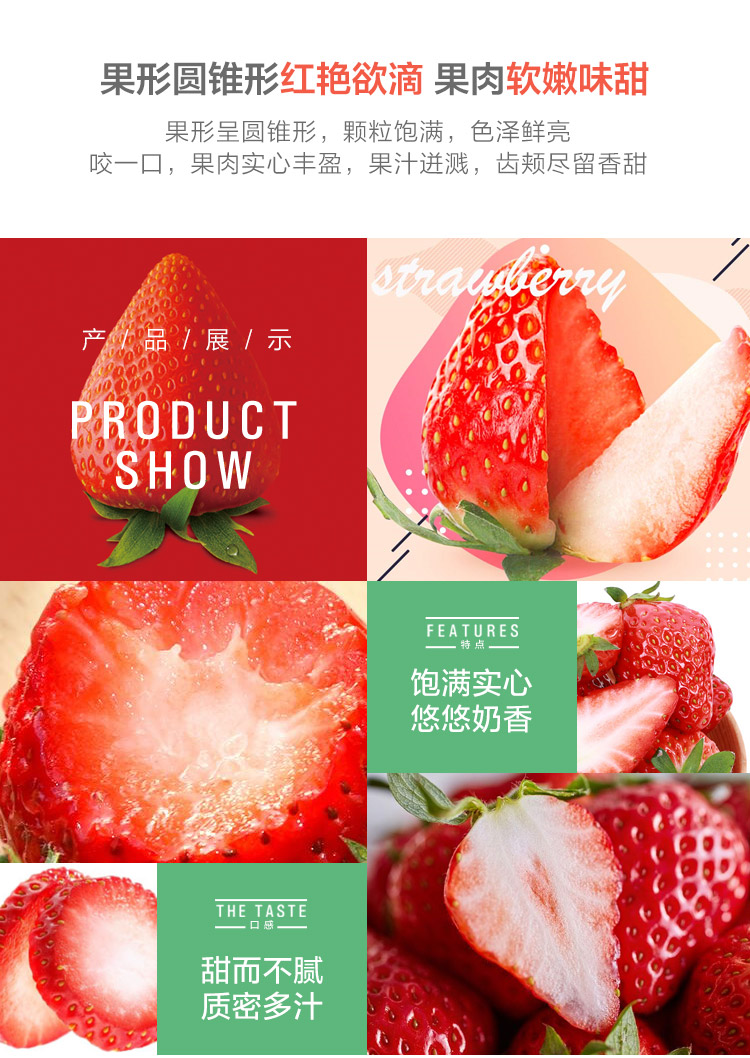 果形圆锥形红艳欲滴 果肉软嫩味甜
果形呈圆锥形，颗粒饱满，色泽鲜亮
咬一口，果肉实心丰盈，果汁迸溅，齿颊尽留香甜
strawberry
产/品/展/示
PRODUCT
SHOW
FEATURES
特点
饱满实心
悠悠奶香
THE TASTE
口感
甜而不腻
质密多汁